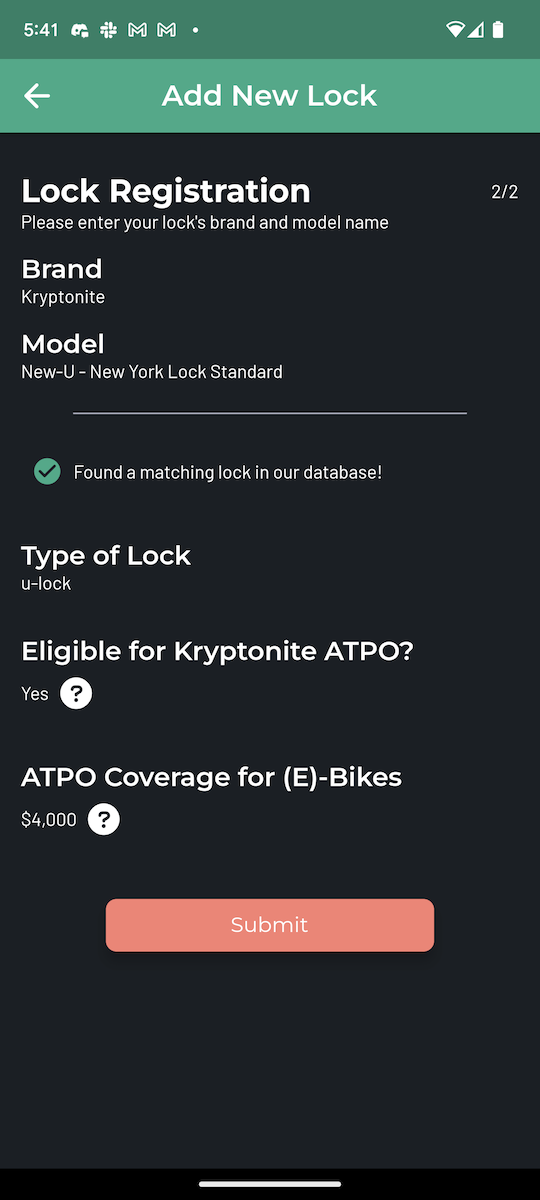 5:41
Add New Lock
Lock Registration
2/2
Please enter your lock's brand and model name
Brand
Kryptonite
Model
New-U - New York Lock Standard
Found a matching lock in our database!
Type of Lock
u-lock
Eligible for Kryptonite ATPO?
Yes ?
ATPO Coverage for (E)-Bikes
$4,000 ?
Submit